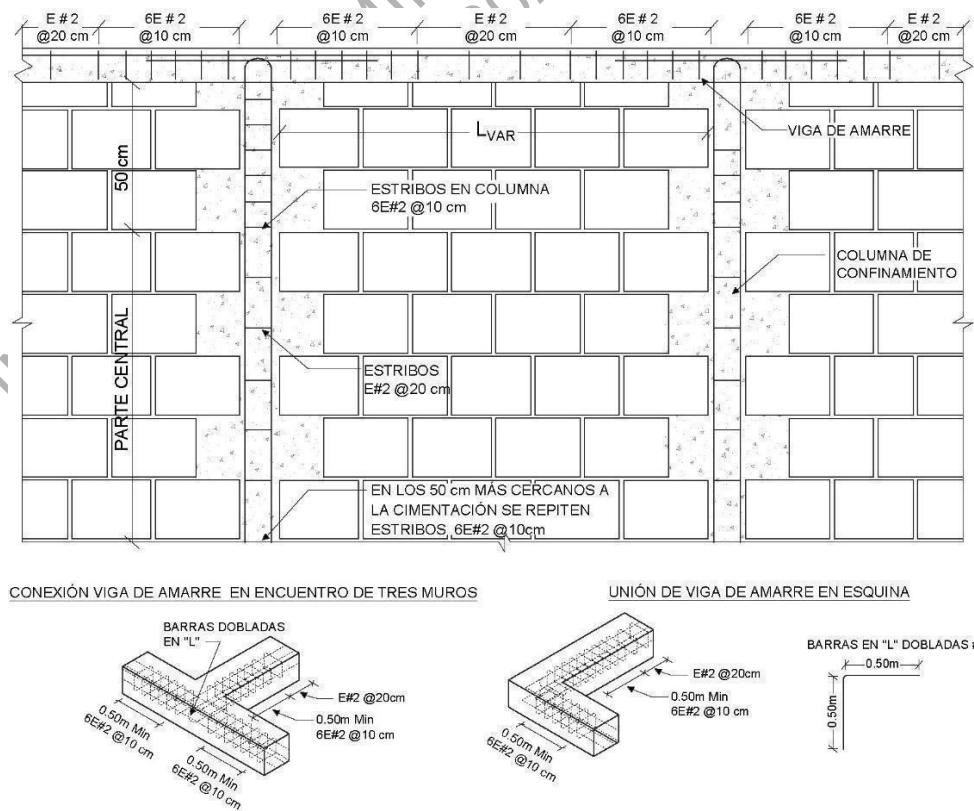 E # 2
@20 cm
6E # 2
@10 cm
6E # 2
@10 cm
E # 2
@20 cm
6E # 2
@10 cm
6E # 2
@10 cm
E # 2
@20 cm
LVAR
VIGA DE AMARRE
50 cm
ESTRIBOS EN COLUMNA
6E#2 @10 cm
COLUMNA DE
CONFINAMIENTO
PARTE CENTRAL
ESTRIBOS
E#2 @20 cm
EN LOS 50 cm MÁS CERCANOS A
LA CIMENTACIÓN SE REPITEN
ESTRIBOS, 6E#2 @10cm
CONEXIÓN VIGA DE AMARRE EN ENCUENTRO DE TRES MUROS
BARRAS DOBLADAS
EN "L"
E#2 @20cm
0.50m Min
6E#2 @10 cm
0.50m Min
6E#2 @10 cm
0.50m Min
6E#2 @10 cm
UNIÓN DE VIGA DE AMARRE EN ESQUINA
E#2 @20cm
0.50m Min
6E#2 @10 cm
0.50m Min
6E#2 @10 cm
BARRAS EN "L" DOBLADAS
0.50m
0.50m